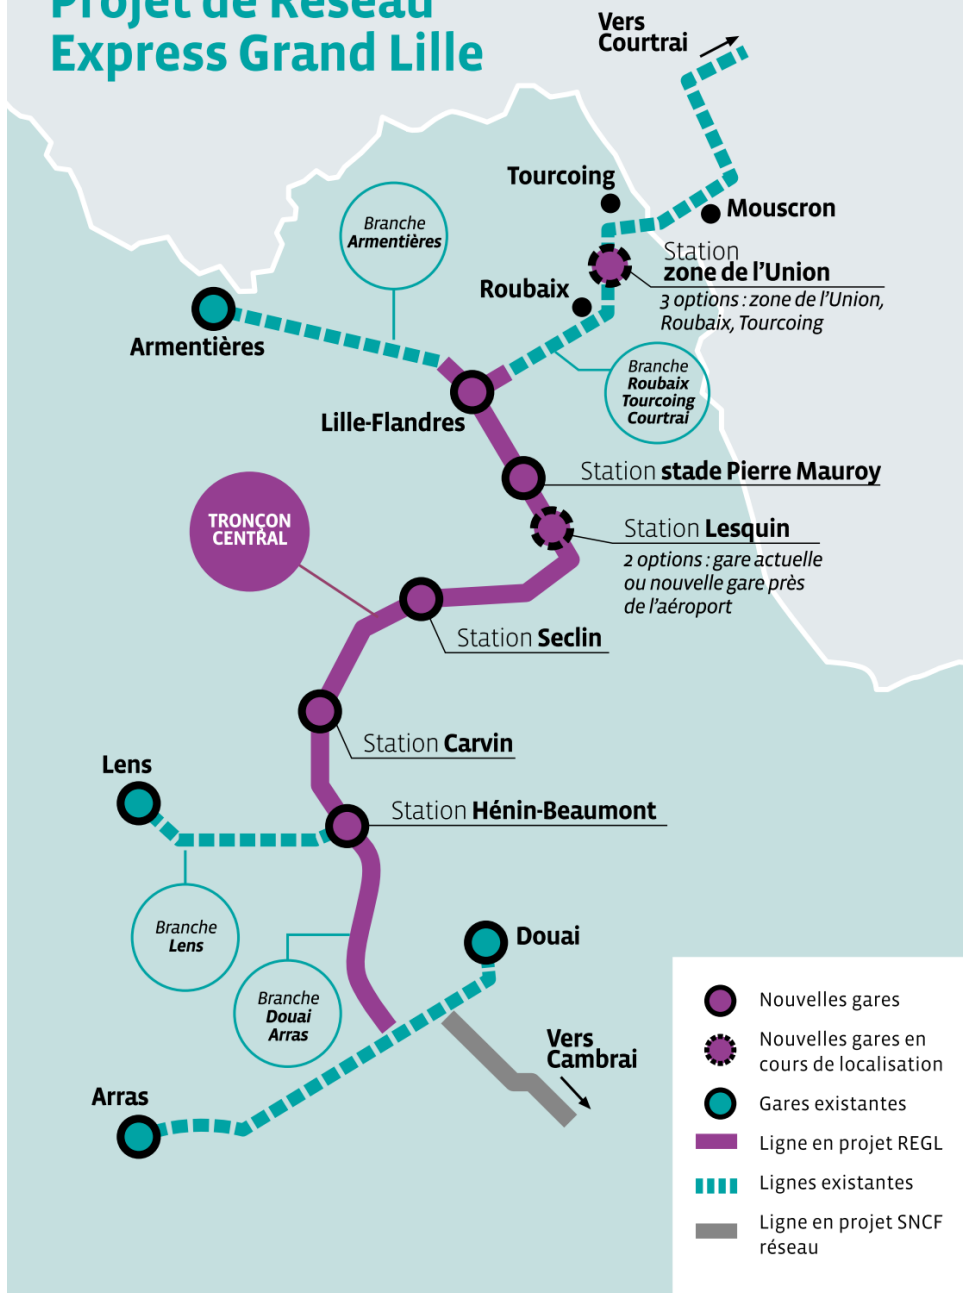 Projet de Réseau
Express Grand Lille
Vers
Courtrai
Tourcoing
Mouscron
Branche
Armentières
Station
zone de l'Union
3 options : zone de l'Union,
Roubaix, Tourcoing
Roubaix
Armentières
Branche
Roubaix
Tourcoing
Courtrai
Lille-Flandres
Station stade Pierre Mauroy
TRONÇON
CENTRAL
Station Lesquin
2 options : gare actuelle
ou nouvelle gare près
de l'aéroport
Station Seclin
Station Carvin
Lens
Station Hénin-Beaumont
Branche
Lens
Douai
Branche
Douai
Arras
Vers
Cambrai
Arras
Nouvelles gares
Nouvelles gares en
cours de localisation
Gares existantes
Ligne en projet REGL
Lignes existantes
Ligne en projet SNCF
réseau